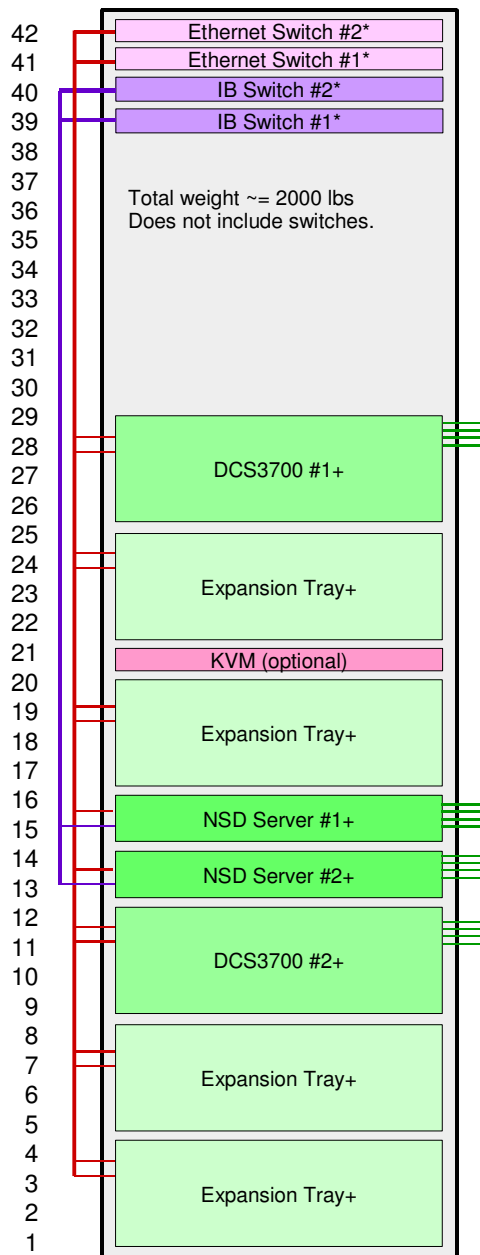 42 Ethernet Switch #2*
41 Ethernet Switch #1*
40 IB Switch #2*
39 IB Switch #1*
38
37
Total weight ~= 2000 lbs
36
Does not include switches.
35
34
33
32
31
30
29
28
27 DCS3700 #1+
26
25
24
23 Expansion Tray+
22
21 KVM (optional)
20
19
18 Expansion Tray+
17
16
15 NSD Server #1+
14
13 NSD Server #2+
12
11
10 DCS3700 #2+
9
8
7
6 Expansion Tray+
5
4
3
2 Expansion Tray+
1